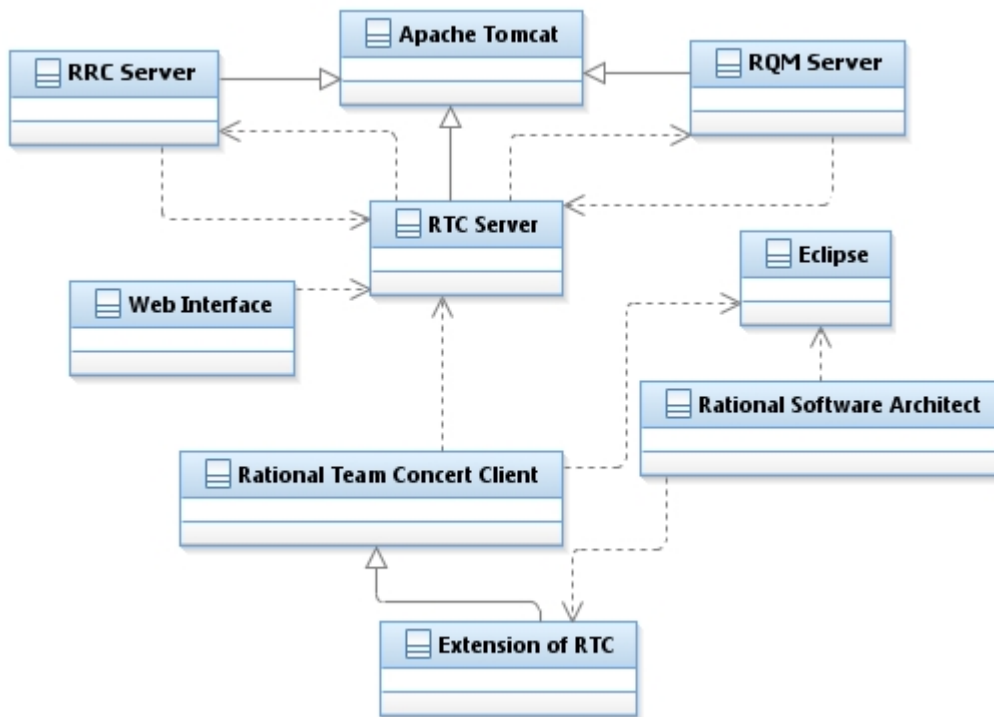 Apache Tomcat
RRC Server
RQM Server
RTC Server
Eclipse
Web Interface
Rational Software Architect
Rational Team Concert Client
Extension of RTC